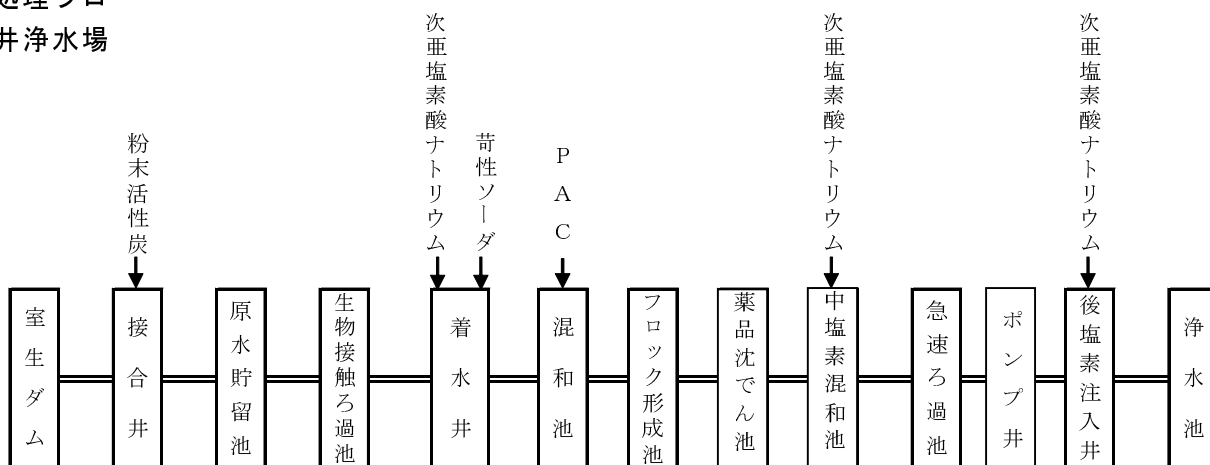 処理フロ
井浄水場
次亜塩素酸ナトリウム
次亜塩素酸ナトリウム
次亜塩素酸ナトリウム
粉末活性炭
苛性ソーダ
PAC
室生ダム
接合井
原水貯留池
生物接触ろ過池
着水井
混和池
フロック形成池
薬品沈でん池
中塩素混和池
急速ろ過池
ポンプ井
後塩素注入井
浄水池